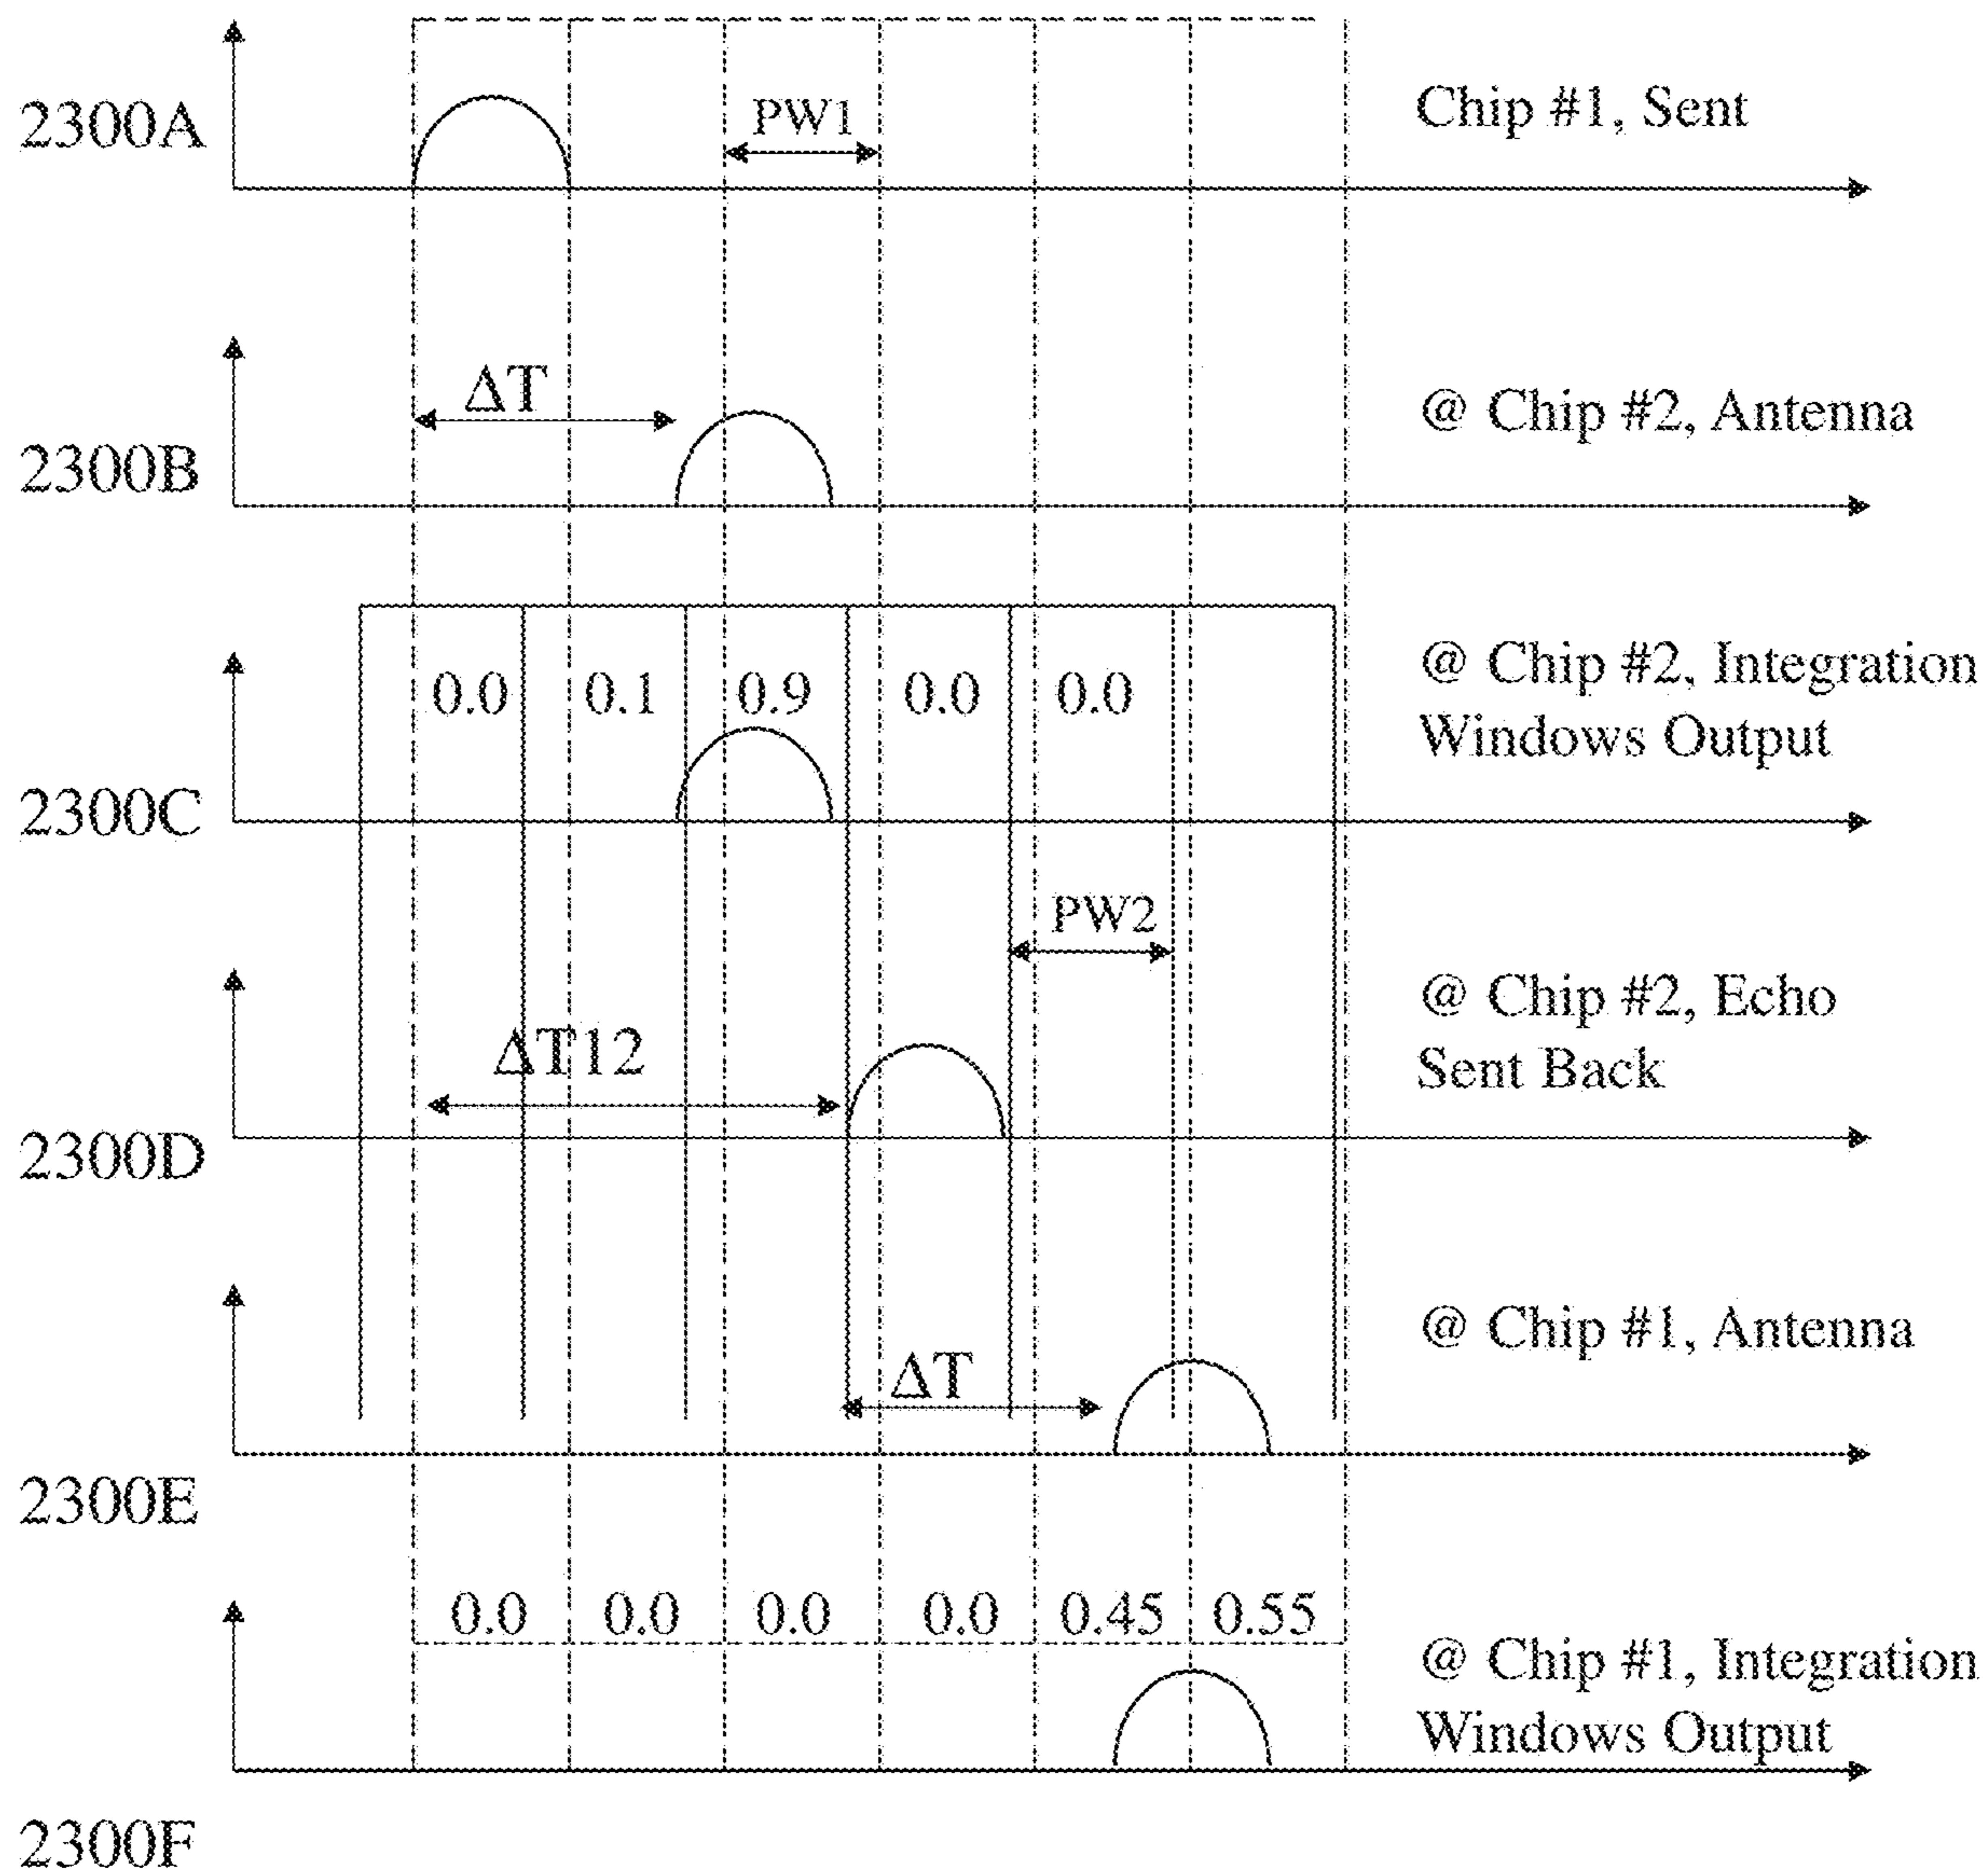 2300A
PW1
Chip #1, Sent
2300B
ΔT
@ Chip #2, Antenna
2300C
0.0 0.1 0.9 0.0 0.0
@ Chip #2, Integration
Windows Output
PW2
2300D
ΔT12
@ Chip #2, Echo
Sent Back
2300E
ΔT
@ Chip #1, Antenna
0.0 0.0 0.0 0.0 0.45 0.55
@ Chip #1, Integration
Windows Output
2300F